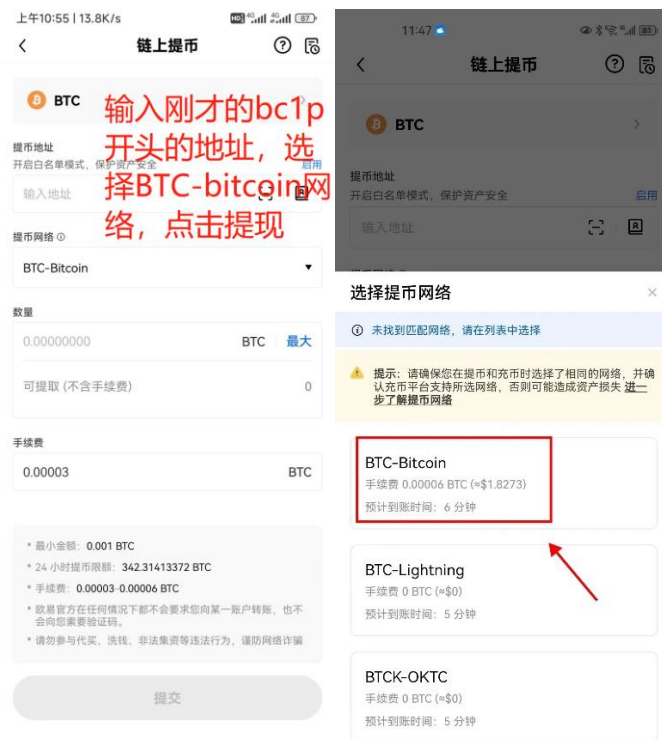 上午10:55 | 13.8K/s
HD 4G 4G 87
链上提币
BTC
输入刚才的bc1p
开头的地址，选
择BTC-bitcoin网
络，点击提现
提币地址
开启白名单模式，保护资产安全
启用
输入地址
提币网络
BTC-Bitcoin
数量
0.00000000
BTC
最大
可提取 (不含手续费)
0
手续费
0.00003
BTC
* 最小金额：0.001 BTC
* 24 小时提币限额：342.31413372 BTC
* 手续费：0.00003-0.00006 BTC
* 欧易官方在任何情况下都不会要求您向某一账户转账，也不
会向您索要验证码。
* 请勿参与代买、洗钱、非法集资等违法行为，谨防网络诈骗
提交
11:47
链上提币
BTC
提币地址
开启白名单模式，保护资产安全
启用
输入地址
选择提币网络
未找到匹配网络，请在列表中选择
提示：请确保您在提币和充币时选择了相同的网络，并确
认充币平台支持所选网络，否则可能造成资产损失 进一
步了解提币网络
BTC-Bitcoin
手续费 0.00006 BTC (≈$1.8273)
预计到账时间：6 分钟
BTC-Lightning
手续费 0 BTC (≈$0)
预计到账时间：5 分钟
BTCK-OKTC
手续费 0 BTC (≈$0)
预计到账时间：5 分钟